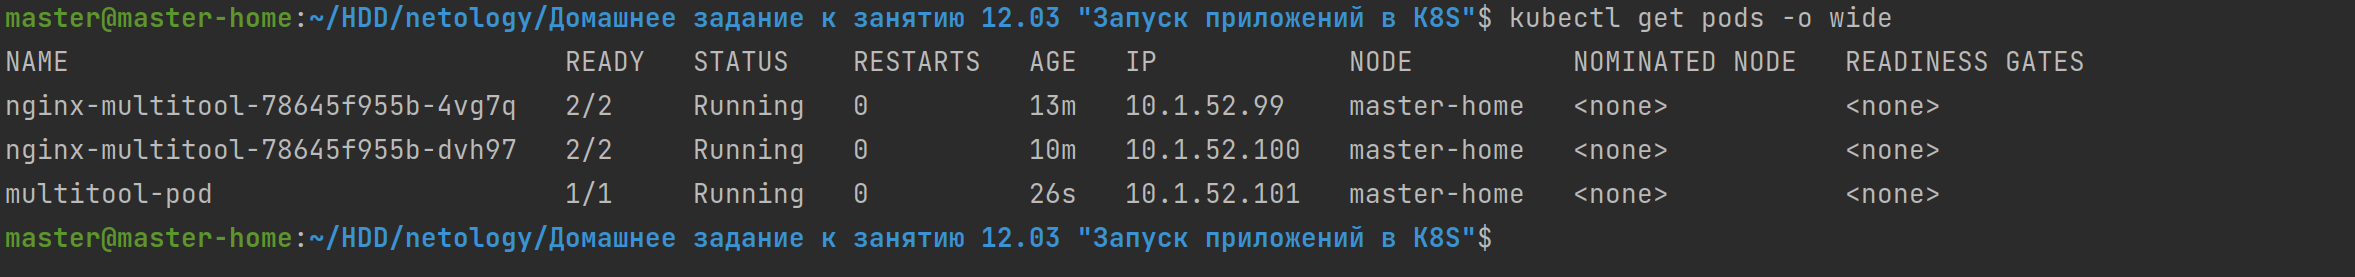 master@master-home:~/HDD/netology/Домашнее задание к занятию 12.03 "Запуск приложений в K8S"$ kubectl get pods -o wide
NAME                               READY   STATUS    RESTARTS   AGE   IP            NODE          NOMINATED NODE   READINESS GATES
nginx-multitool-78645f955b-4vg7q   2/2     Running   0          13m   10.1.52.99    master-home   <none>           <none>
nginx-multitool-78645f955b-dvh97   2/2     Running   0          10m   10.1.52.100   master-home   <none>           <none>
multitool-pod                      1/1     Running   0          26s   10.1.52.101   master-home   <none>           <none>
master@master-home:~/HDD/netology/Домашнее задание к занятию 12.03 "Запуск приложений в K8S"$